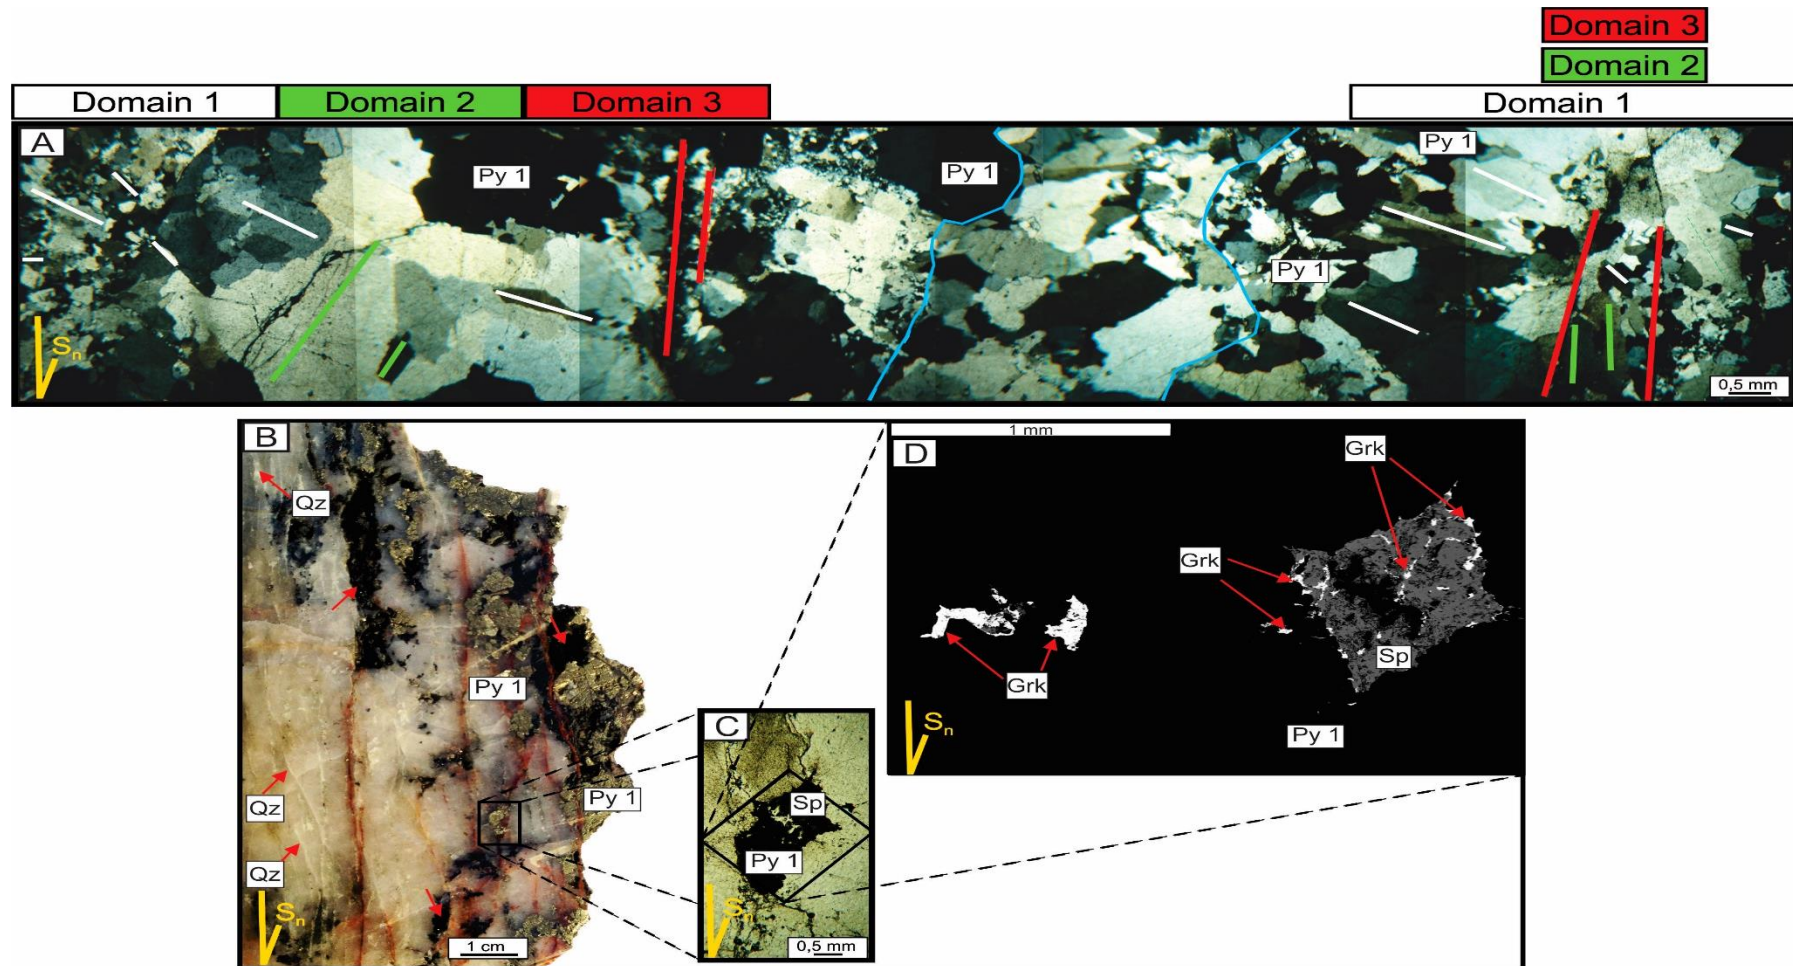 Domain 3
Domain 2
Domain 1 Domain 2 Domain 3 Domain 1
A
Py 1
Py 1
Py 1
Py 1
Sn
0,5 mm
B
Qz
Py 1
Py 1
Qz
Qz
Sn
1 cm
C
Sp
Py 1
Sn
0,5 mm
1 mm
D
Grk
Grk
Grk
Sp
Sn
Py 1